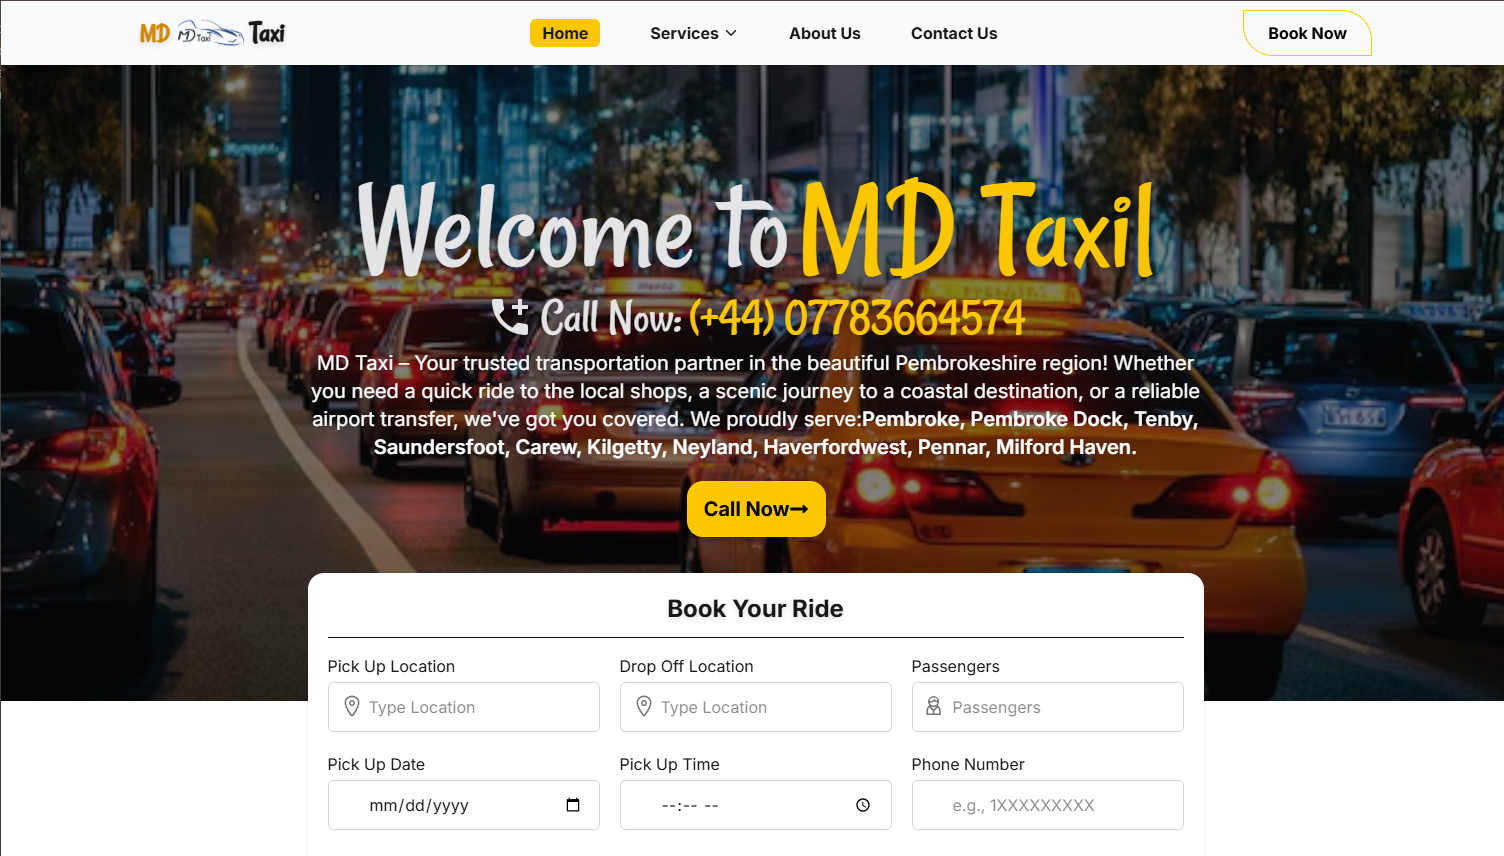 MD MD Taxi Taxi
Home Services About Us Contact Us Book Now
Welcome to MD Taxil
Call Now: (+44) 07783664574
MD Taxi – Your trusted transportation partner in the beautiful Pembrokeshire region! Whether
you need a quick ride to the local shops, a scenic journey to a coastal destination, or a reliable
airport transfer, we've got you covered. We proudly serve:Pembroke, Pembroke Dock, Tenby,
Saundersfoot, Carew, Kilgetty, Neyland, Haverfordwest, Pennar, Milford Haven.
Call Now
Book Your Ride
Pick Up Location Drop Off Location Passengers
Type Location Type Location Passengers
Pick Up Date Pick Up Time Phone Number
mm/dd/yyyy --:-- -- e.g., 1XXXXXXXXX